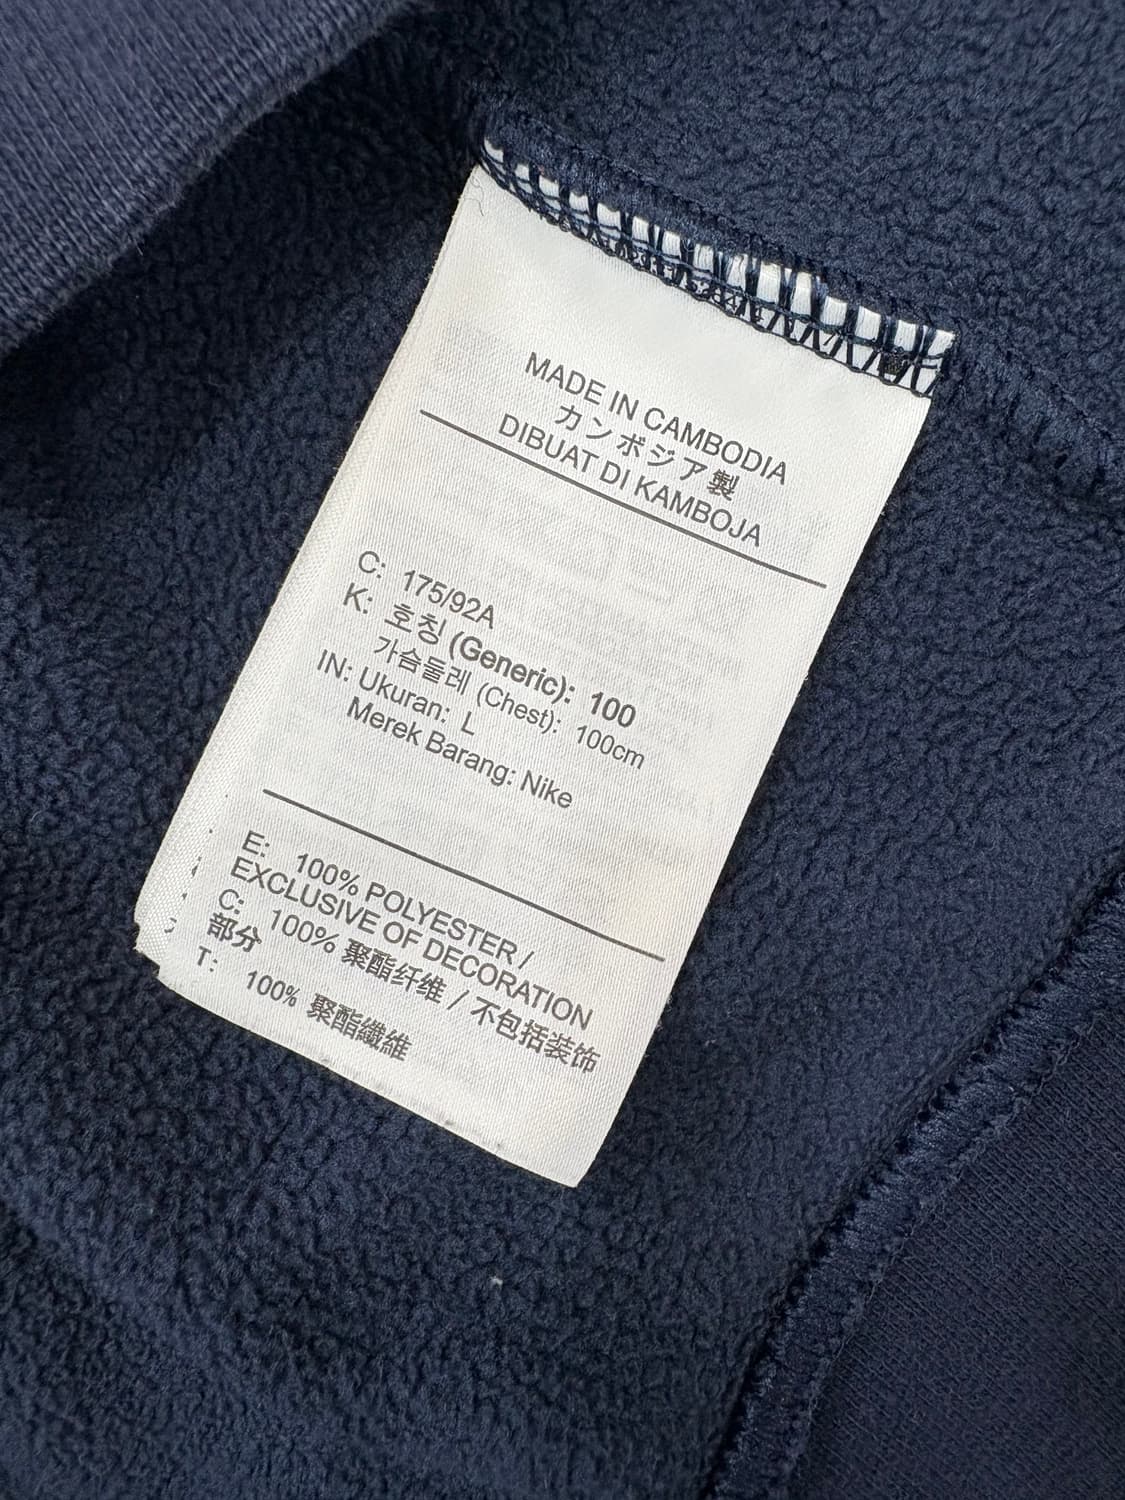 MADE IN CAMBODIA
カンボジア製
DIBUAT DI KAMBOJA
C: 175/92A
K: 호칭 (Generic): 100
가슴둘레 (Chest): 100cm
IN: Ukuran: L
Merek Barang: Nike
E: 100% POLYESTER /
EXCLUSIVE OF DECORATION
C: 100% 聚酯纤维 / 不包括装饰
部分
T: 100% 聚酯纖維